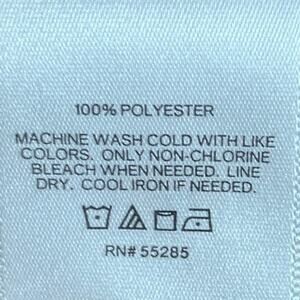 100% POLYESTER
MACHINE WASH COLD WITH LIKE
COLORS. ONLY NON-CHLORINE
BLEACH WHEN NEEDED. LINE
DRY. COOL IRON IF NEEDED.
RN# 55285